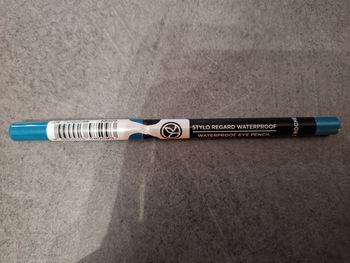 STYLO REGARD WATERPROOF
WATERPROOF EYE PENCIL